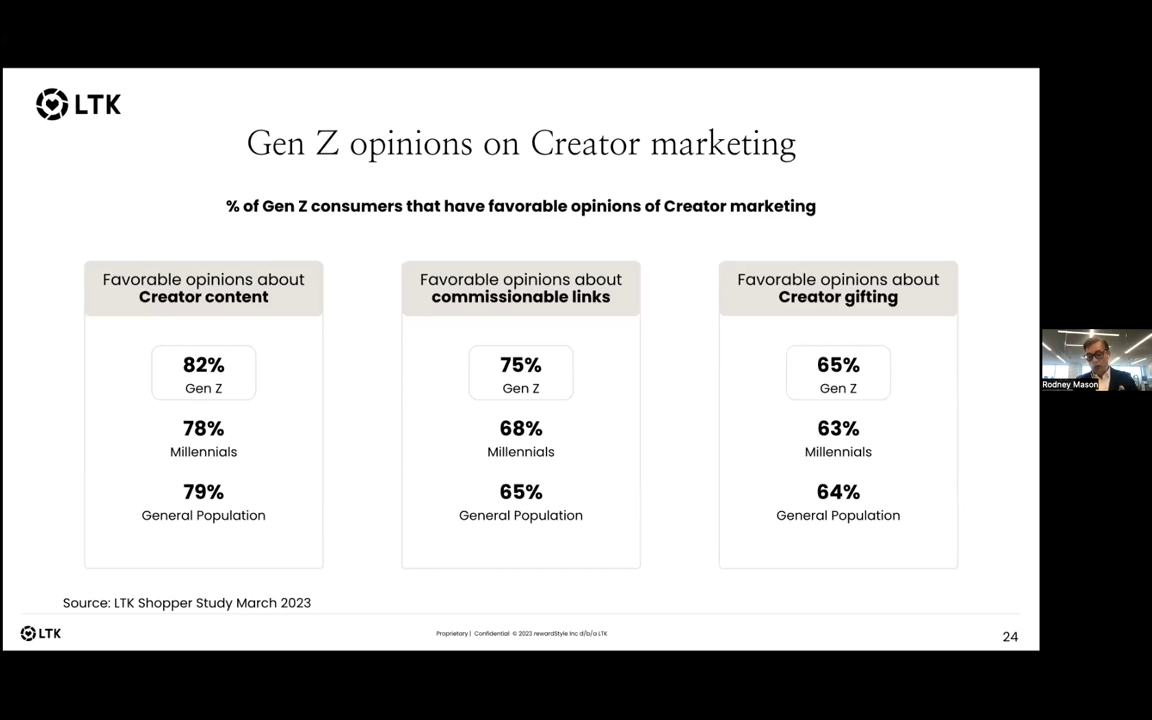 LTK
Gen Z opinions on Creator marketing
% of Gen Z consumers that have favorable opinions of Creator marketing
Favorable opinions about
Creator content
82%
Gen Z
78%
Millennials
79%
General Population
Favorable opinions about
commissionable links
75%
Gen Z
68%
Millennials
65%
General Population
Favorable opinions about
Creator gifting
65%
Gen Z
63%
Millennials
64%
General Population
Rodney Mason
Source: LTK Shopper Study March 2023
LTK
Proprietary | Confidential © 2023 rewardStyle Inc d/b/a LTK
24